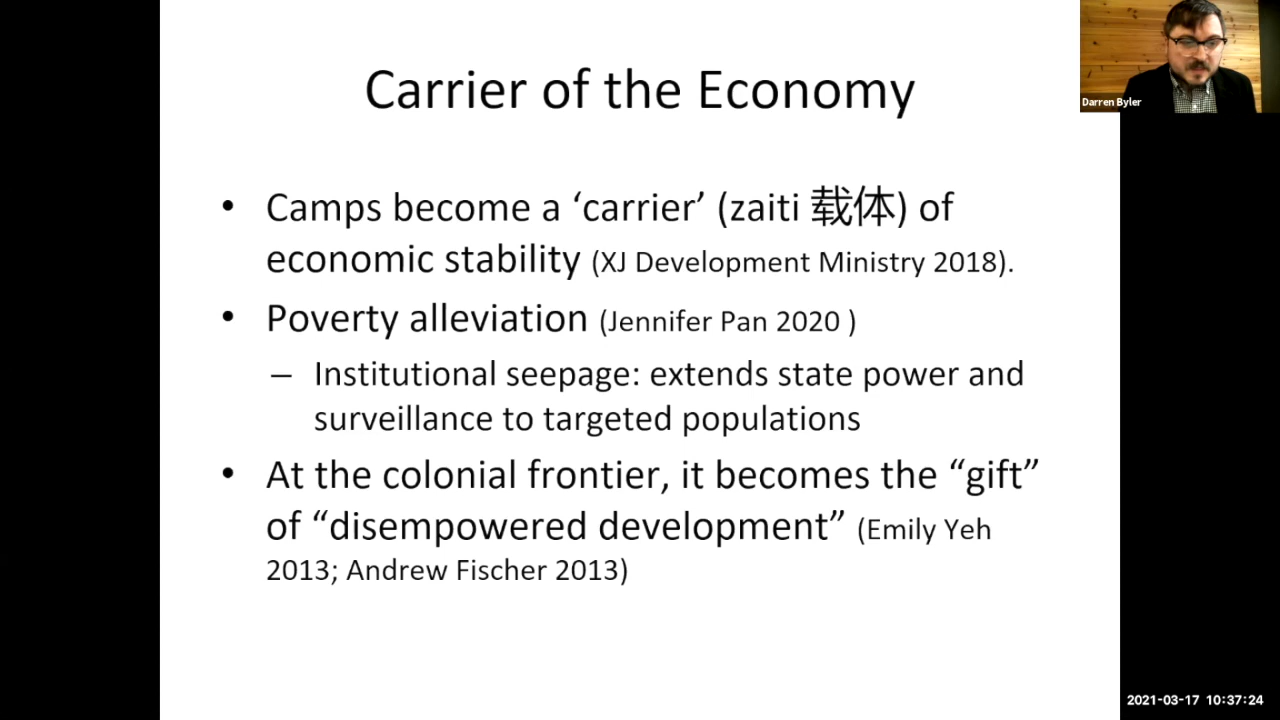 Carrier of the Economy
Darren Byler
• Camps become a ‘carrier’ (zaiti 载体) of
economic stability (XJ Development Ministry 2018).
• Poverty alleviation (Jennifer Pan 2020 )
– Institutional seepage: extends state power and
surveillance to targeted populations
• At the colonial frontier, it becomes the “gift”
of “disempowered development” (Emily Yeh
2013; Andrew Fischer 2013)
2021-03-17 10:37:24